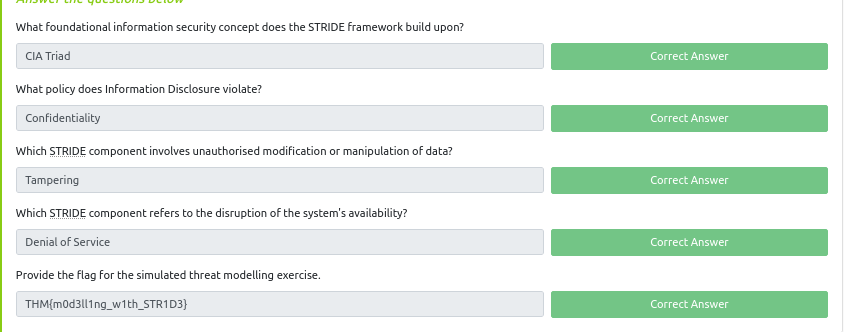 Answer the questions below
What foundational information security concept does the STRIDE framework build upon?
CIA Triad
Correct Answer
What policy does Information Disclosure violate?
Confidentiality
Correct Answer
Which STRIDE component involves unauthorised modification or manipulation of data?
Tampering
Correct Answer
Which STRIDE component refers to the disruption of the system's availability?
Denial of Service
Correct Answer
Provide the flag for the simulated threat modelling exercise.
THM{m0d3ll1ng_w1th_STR1D3}
Correct Answer